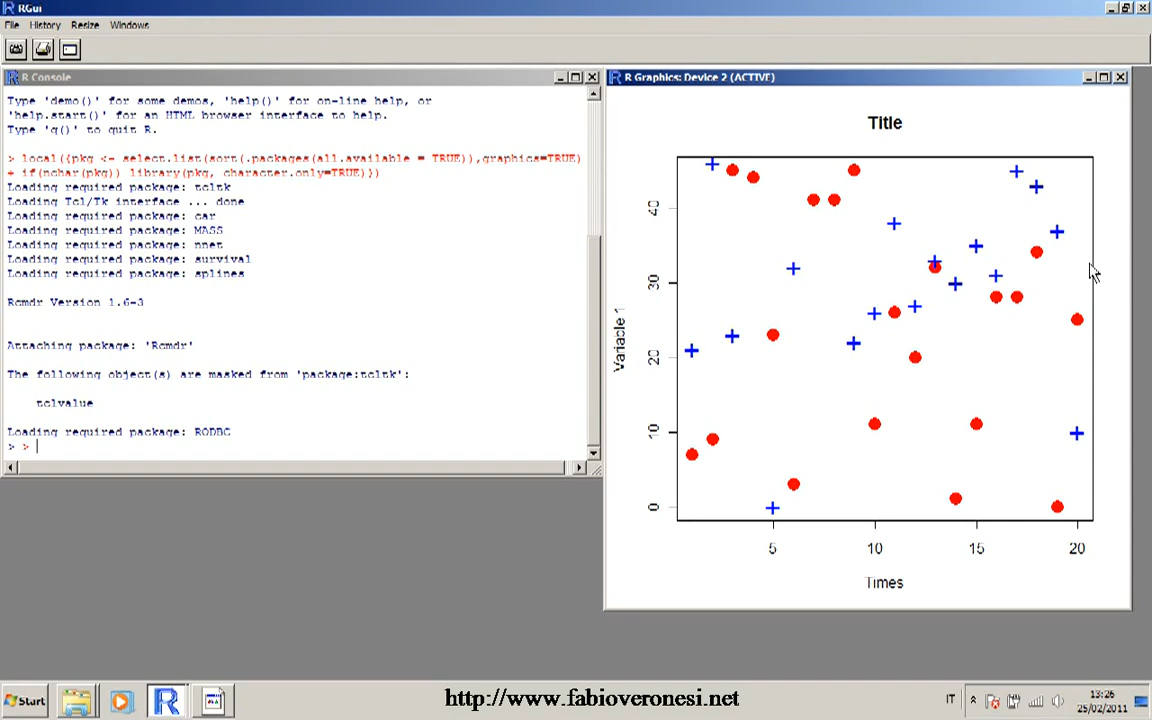 RGui
File History Resize Windows
R Console
Type 'demo()' for some demos, 'help()' for on-line help, or
'help.start()' for an HTML browser interface to help.
Type 'q()' to quit R.
> local({pkg <- select.list(sort(.packages(all.available = TRUE)),graphics=TRUE)
+ if(nchar(pkg)) library(pkg, character.only=TRUE)})
Loading required package: tcltk
Loading Tcl/Tk interface ... done
Loading required package: car
Loading required package: MASS
Loading required package: nnet
Loading required package: survival
Loading required package: splines
Rcmdr Version 1.6-3
Attaching package: 'Rcmdr'
The following object(s) are masked from 'package:tcltk':
tclvalue
Loading required package: RODBC
> >
R Graphics: Device 2 (ACTIVE)
Title
Variable 1
40
30
20
10
0
5 10 15 20
Times
Start
http://www.fabioveronesi.net
IT
13:26
25/02/2011